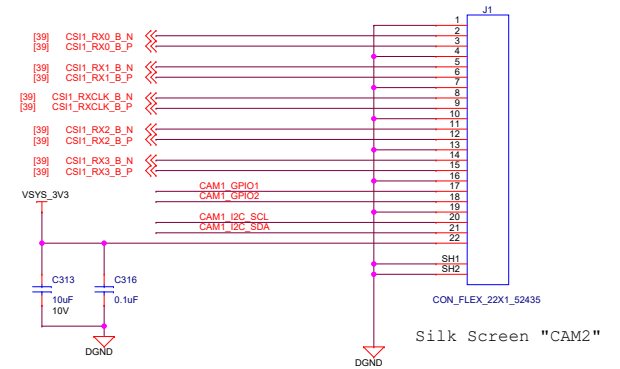 J1
1
[39] CSI1_RX0_B_N 2
[39] CSI1_RX0_B_P 3
4
[39] CSI1_RX1_B_N 5
[39] CSI1_RX1_B_P 6
7
[39] CSI1_RXCLK_B_N 8
[39] CSI1_RXCLK_B_P 9
10
[39] CSI1_RX2_B_N 11
[39] CSI1_RX2_B_P 12
13
[39] CSI1_RX3_B_N 14
[39] CSI1_RX3_B_P 15
16
CAM1_GPIO1 17
VSYS_3V3
CAM1_GPIO2 18
19
CAM1_I2C_SCL 20
CAM1_I2C_SDA 21
22
SH1
SH2
C313 C316
10uF 0.1uF
10V
CON_FLEX_22X1_52435
Silk Screen "CAM2"
DGND
DGND